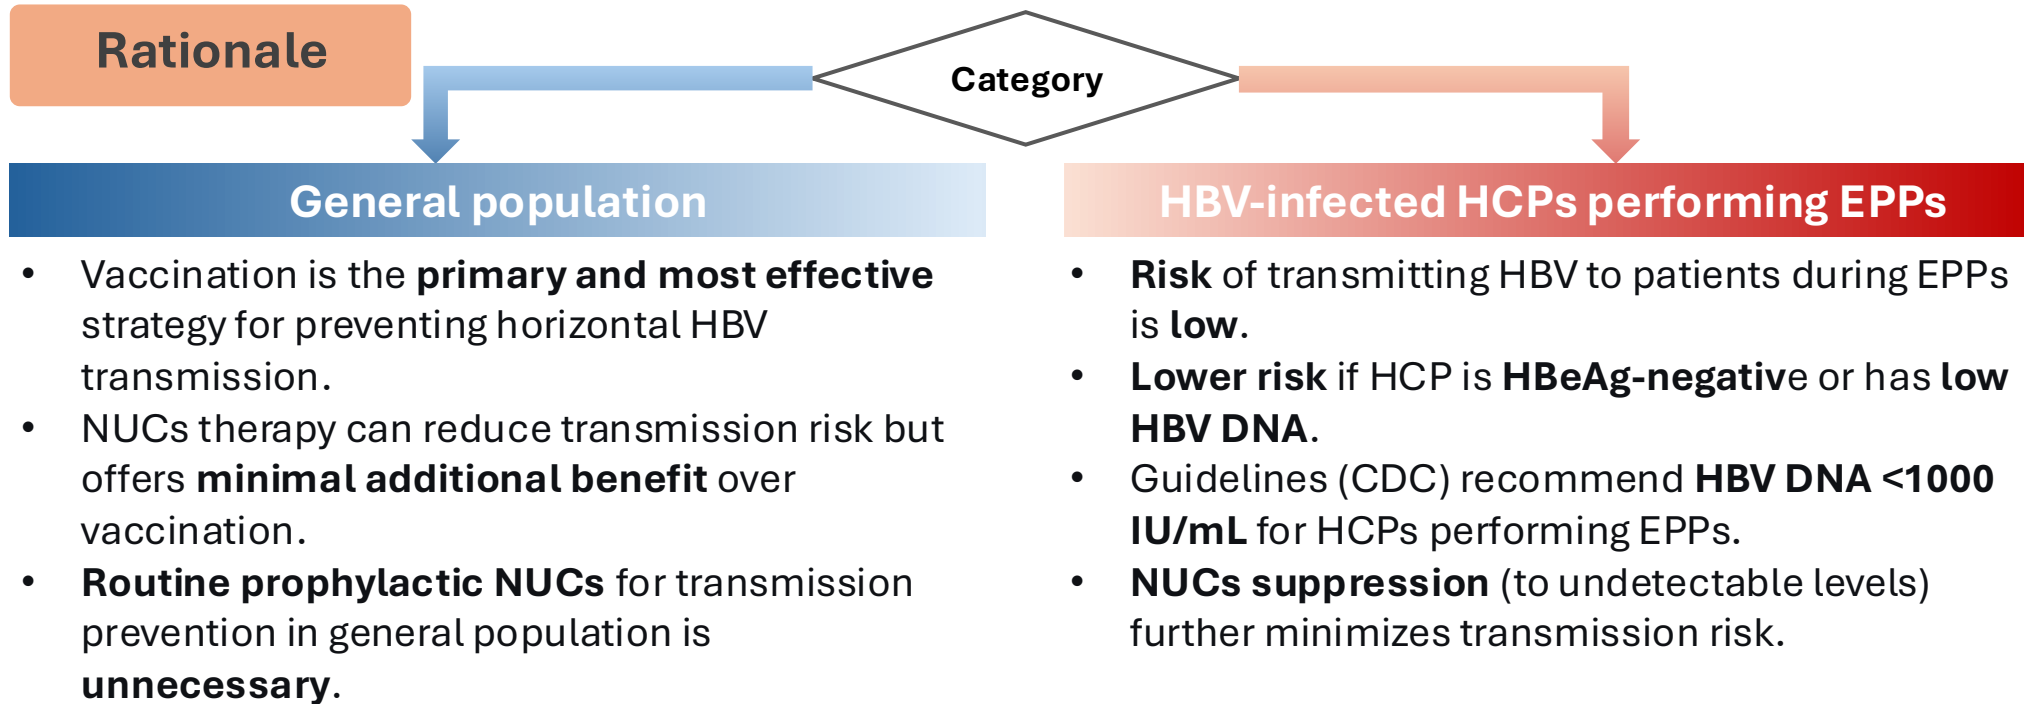 Rationale
Category
General population
• Vaccination is the primary and most effective
strategy for preventing horizontal HBV
transmission.
• NUCs therapy can reduce transmission risk but
offers minimal additional benefit over
vaccination.
• Routine prophylactic NUCs for transmission
prevention in general population is
unnecessary.
HBV-infected HCPs performing EPPs
• Risk of transmitting HBV to patients during EPPs
is low.
• Lower risk if HCP is HBeAg-negative or has low
HBV DNA.
• Guidelines (CDC) recommend HBV DNA <1000
IU/mL for HCPs performing EPPs.
• NUCs suppression (to undetectable levels)
further minimizes transmission risk.